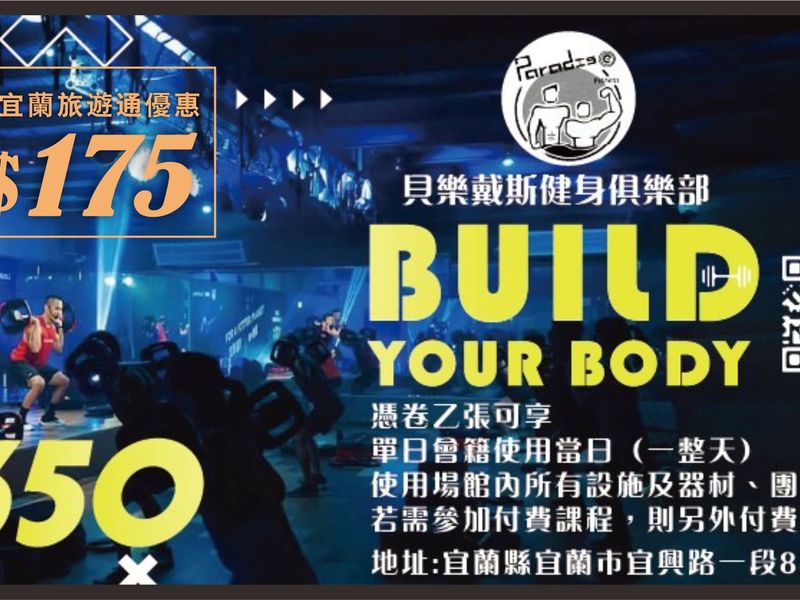 宜蘭旅遊通優惠
$175
Paradise
Fitness
貝樂戴斯健身俱樂部
BUILD
YOUR BODY
650
憑卷乙張可享
單日會籍使用當日（一整天）
使用場館內所有設施及器材、團
若需參加付費課程，則另外付費
地址:宜蘭縣宜蘭市宜興路一段8